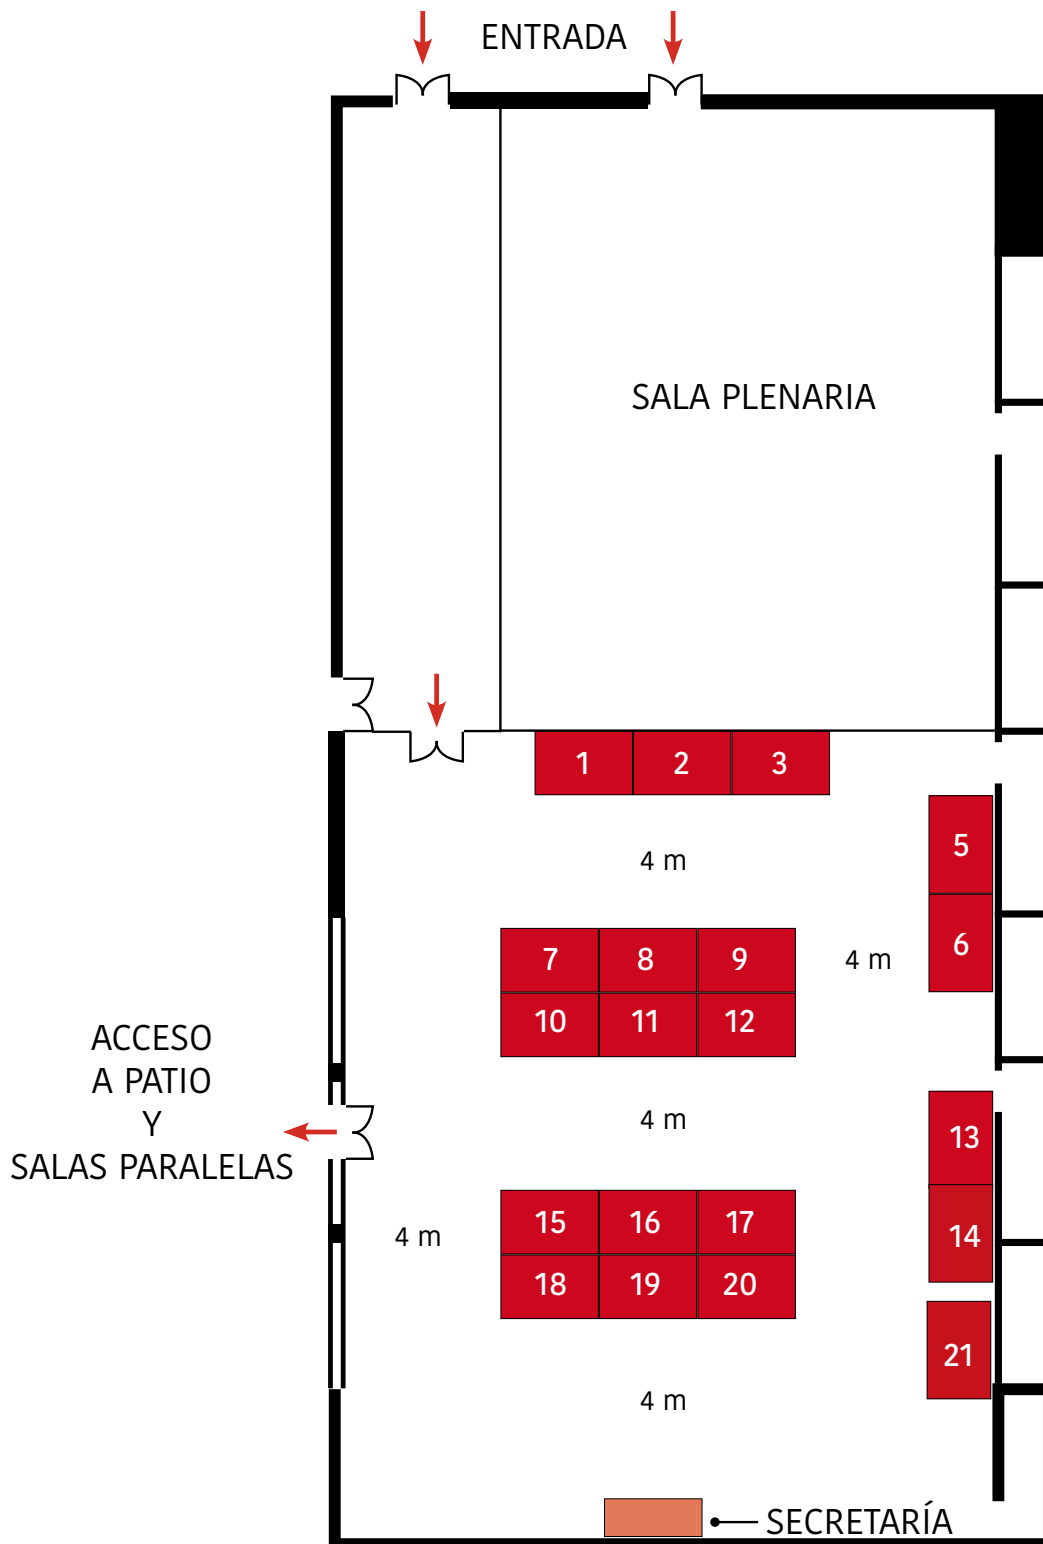 ENTRADA
SALA PLENARIA
1 2 3
5
4 m
7 8 9
6
4 m
10 11 12
ACCESO
A PATIO
Y
SALAS PARALELAS
4 m
13
15 16 17
14
4 m
18 19 20
21
4 m
SECRETARÍA